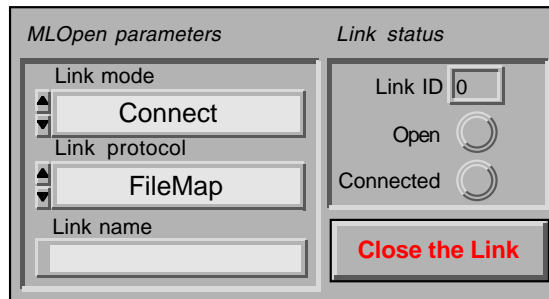 MLOpen parameters
Link mode
Connect
Link protocol
FileMap
Link name
Link status
Link ID 0
Open
Connected
Close the Link